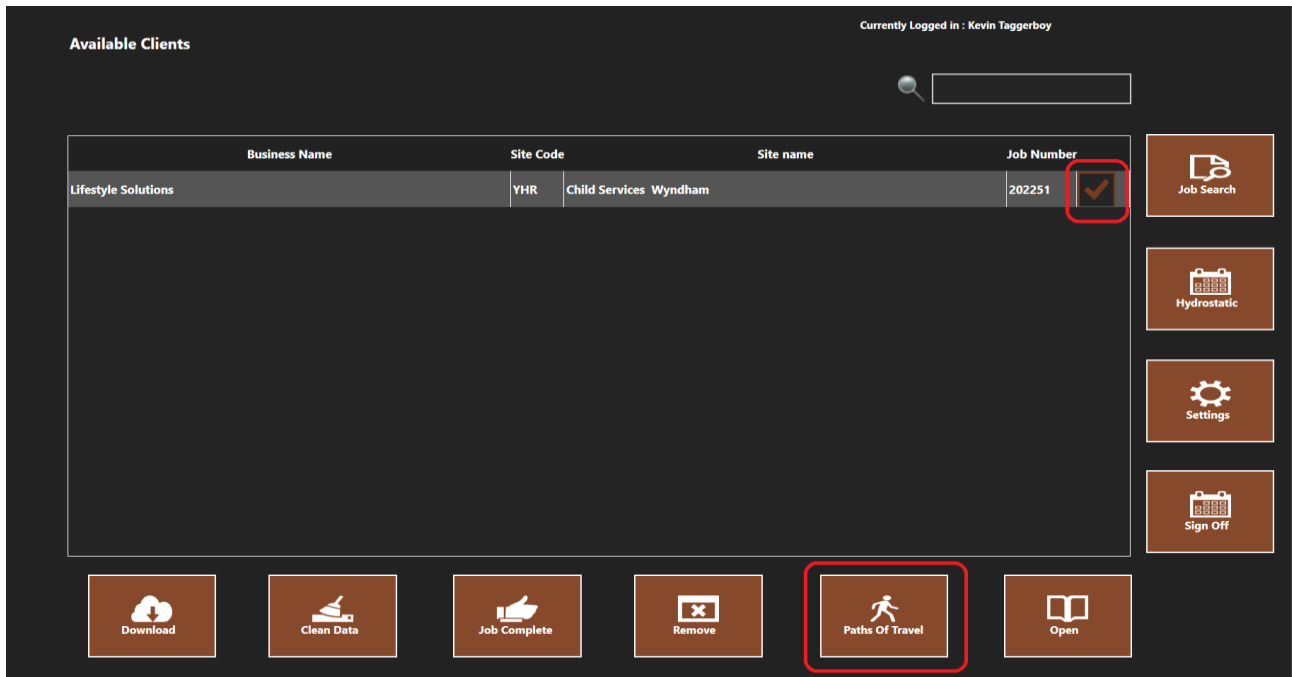 Currently Logged in : Kevin Taggerboy
Available Clients
Business Name Site Code Site name Job Number
Lifestyle Solutions YHR Child Services Wyndham 202251
Job Search
Hydrostatic
Settings
Sign Off
Download Clean Data Job Complete Remove Paths Of Travel Open